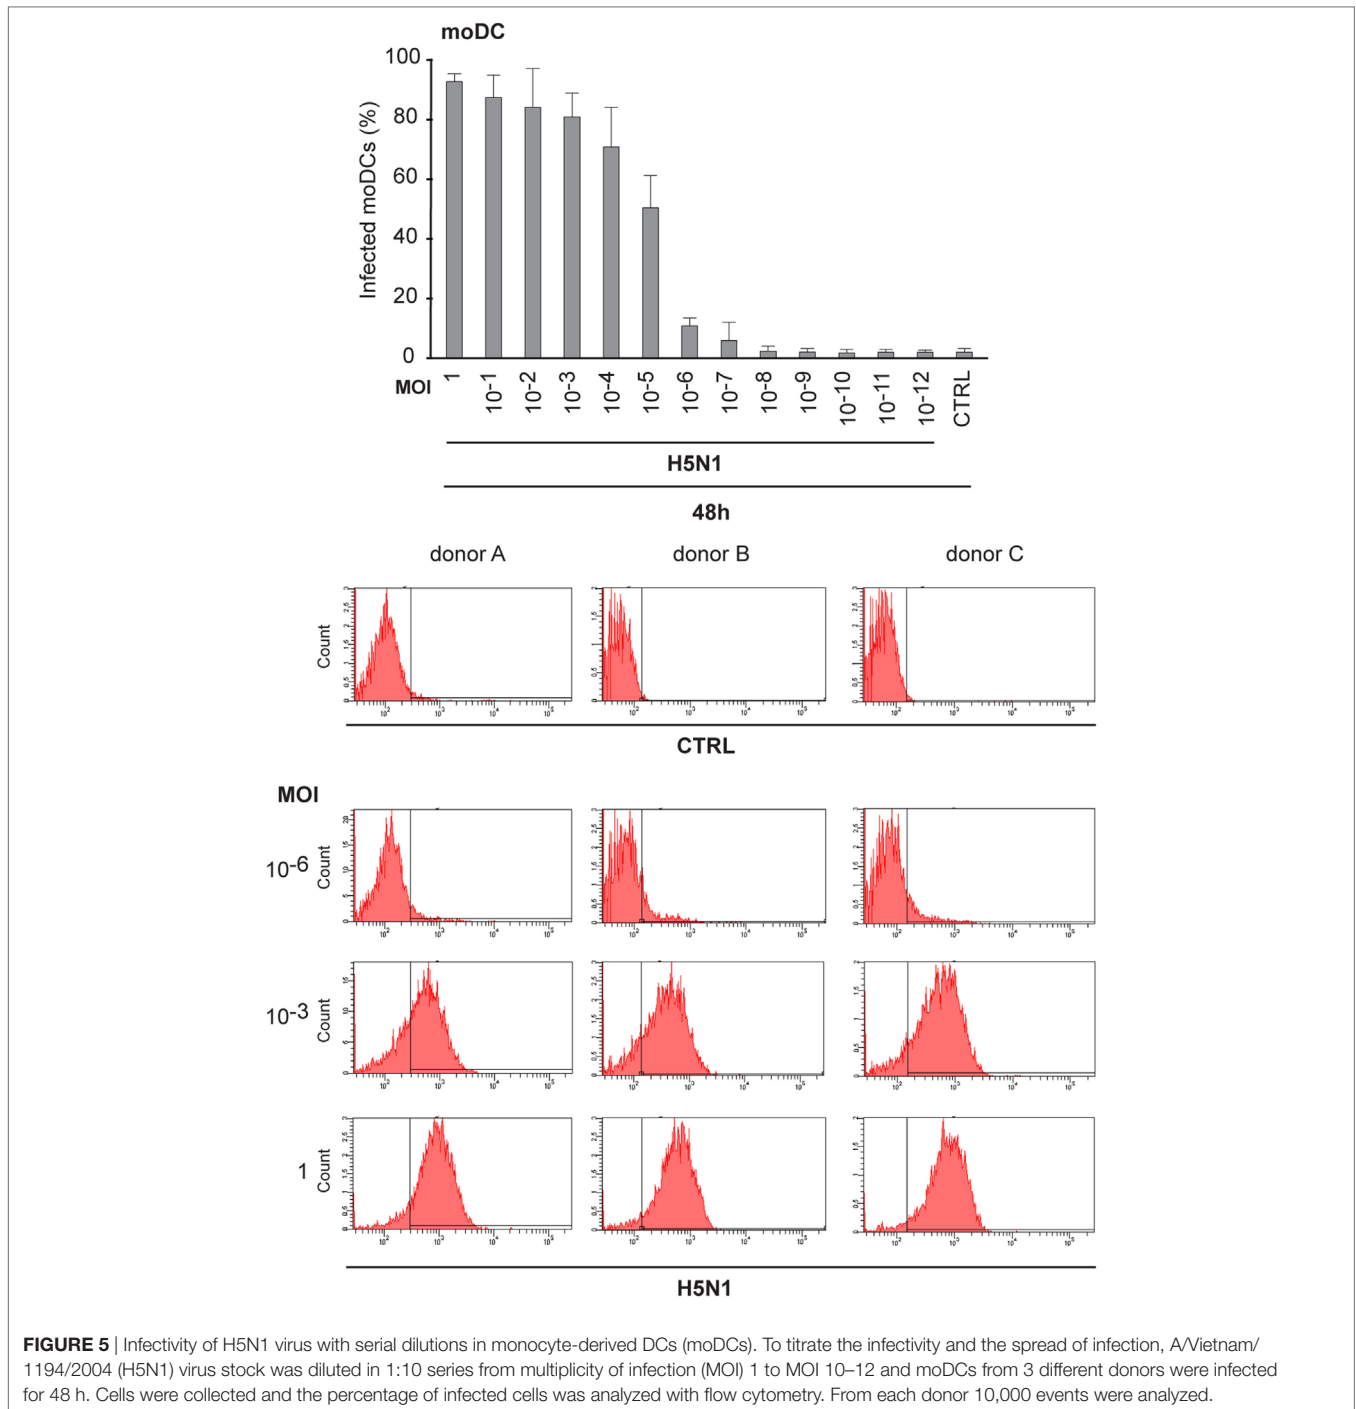 moDC
Infected moDCs (%)
100
80
60
40
20
0
MOI
1
10-1
10-2
10-3
10-4
10-5
10-6
10-7
10-8
10-9
10-10
10-11
10-12
CTRL
H5N1
48h
donor A donor B donor C
Count
CTRL
MOI
10-6
Count
10-3
Count
1
Count
H5N1
FIGURE 5 | Infectivity of H5N1 virus with serial dilutions in monocyte-derived DCs (moDCs). To titrate the infectivity and the spread of infection, A/Vietnam/
1194/2004 (H5N1) virus stock was diluted in 1:10 series from multiplicity of infection (MOI) 1 to MOI 10–12 and moDCs from 3 different donors were infected
for 48 h. Cells were collected and the percentage of infected cells was analyzed with flow cytometry. From each donor 10,000 events were analyzed.